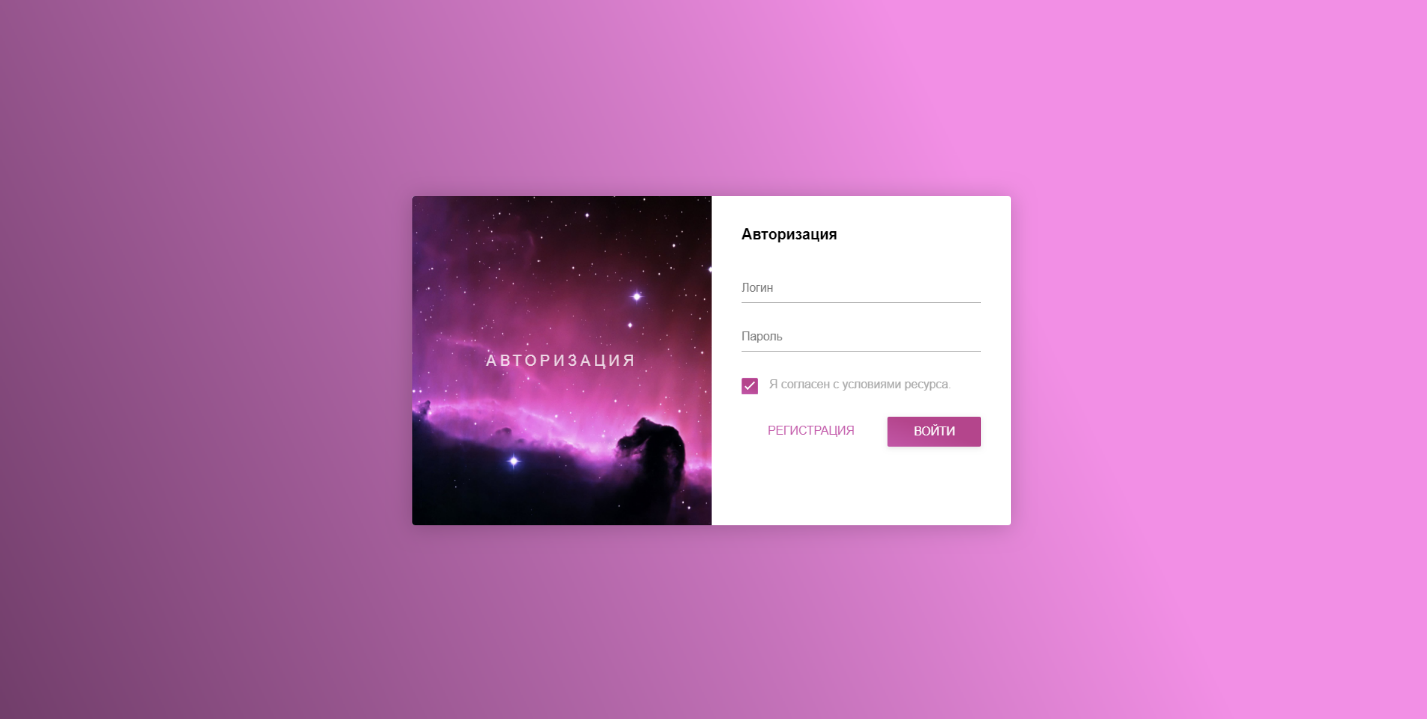 АВТОРИЗАЦИЯ
Авторизация
Логин
Пароль
Я согласен с условиями ресурса.
РЕГИСТРАЦИЯ
ВОЙТИ